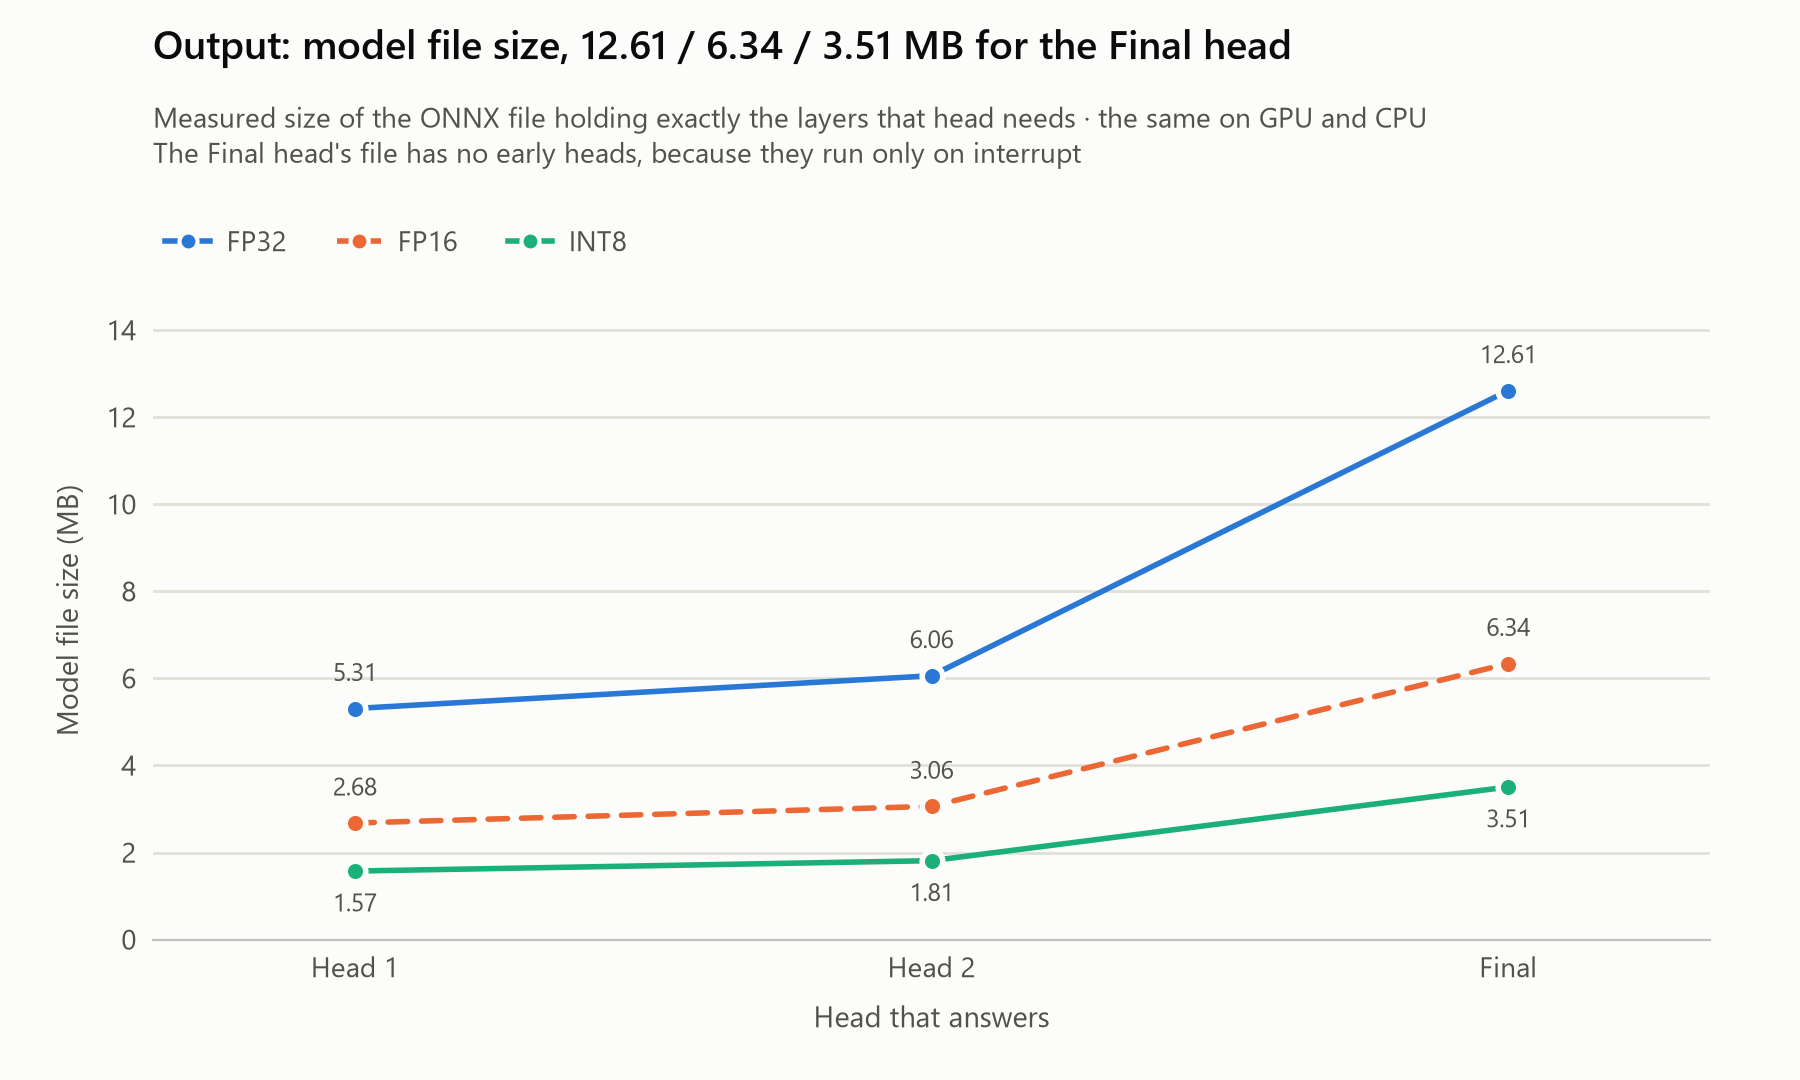 Output: model file size, 12.61 / 6.34 / 3.51 MB for the Final head
Measured size of the ONNX file holding exactly the layers that head needs · the same on GPU and CPU
The Final head's file has no early heads, because they run only on interrupt
FP32 FP16 INT8
Model file size (MB)
14
12
10
8
6
4
2
0
12.61
6.34
6.06
5.31
3.06
2.68
3.51
1.81
1.57
Head 1 Head 2 Final
Head that answers